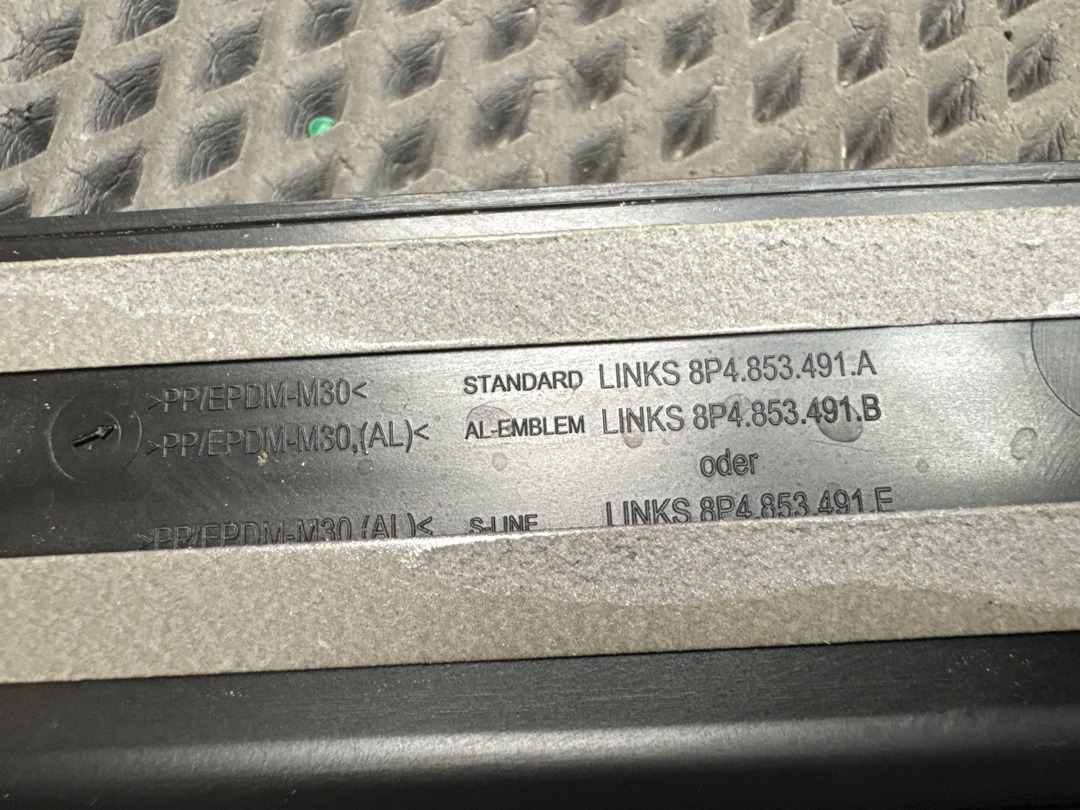 >PP/EPDM-M30< STANDARD LINKS 8P4.853.491.A
>PP/EPDM-M30,(AL)< AL-EMBLEM LINKS 8P4.853.491.B
oder
>PP/EPDM-M30,(AL)< S-LINE LINKS 8P4.853.491.E